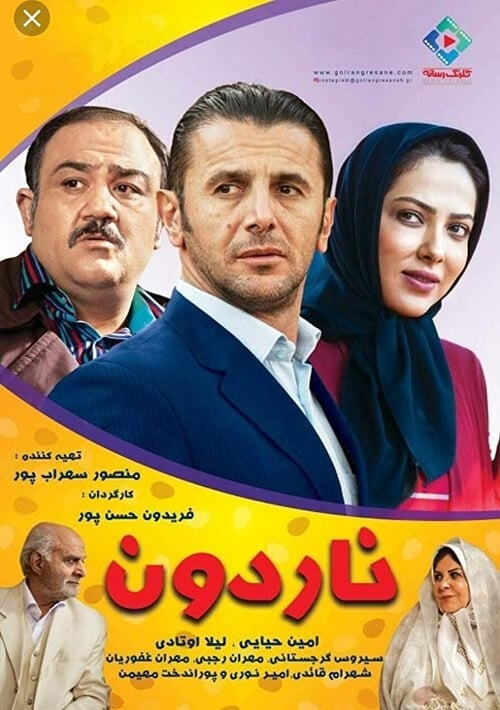 گلرنگ رسانه
www.golrangresane.com
instagram@golrangresaneh.gr
تهیه کننده :
منصور سهراب پور
کارگردان :
فریدون حسن پور
ناردون
امین حیایی . لیلا اوتادی
سیروس گرجستانی. مهران رجبی. مهران غفوریان
شهرام قائدی. امیر نوری و پوراندخت مهیمن